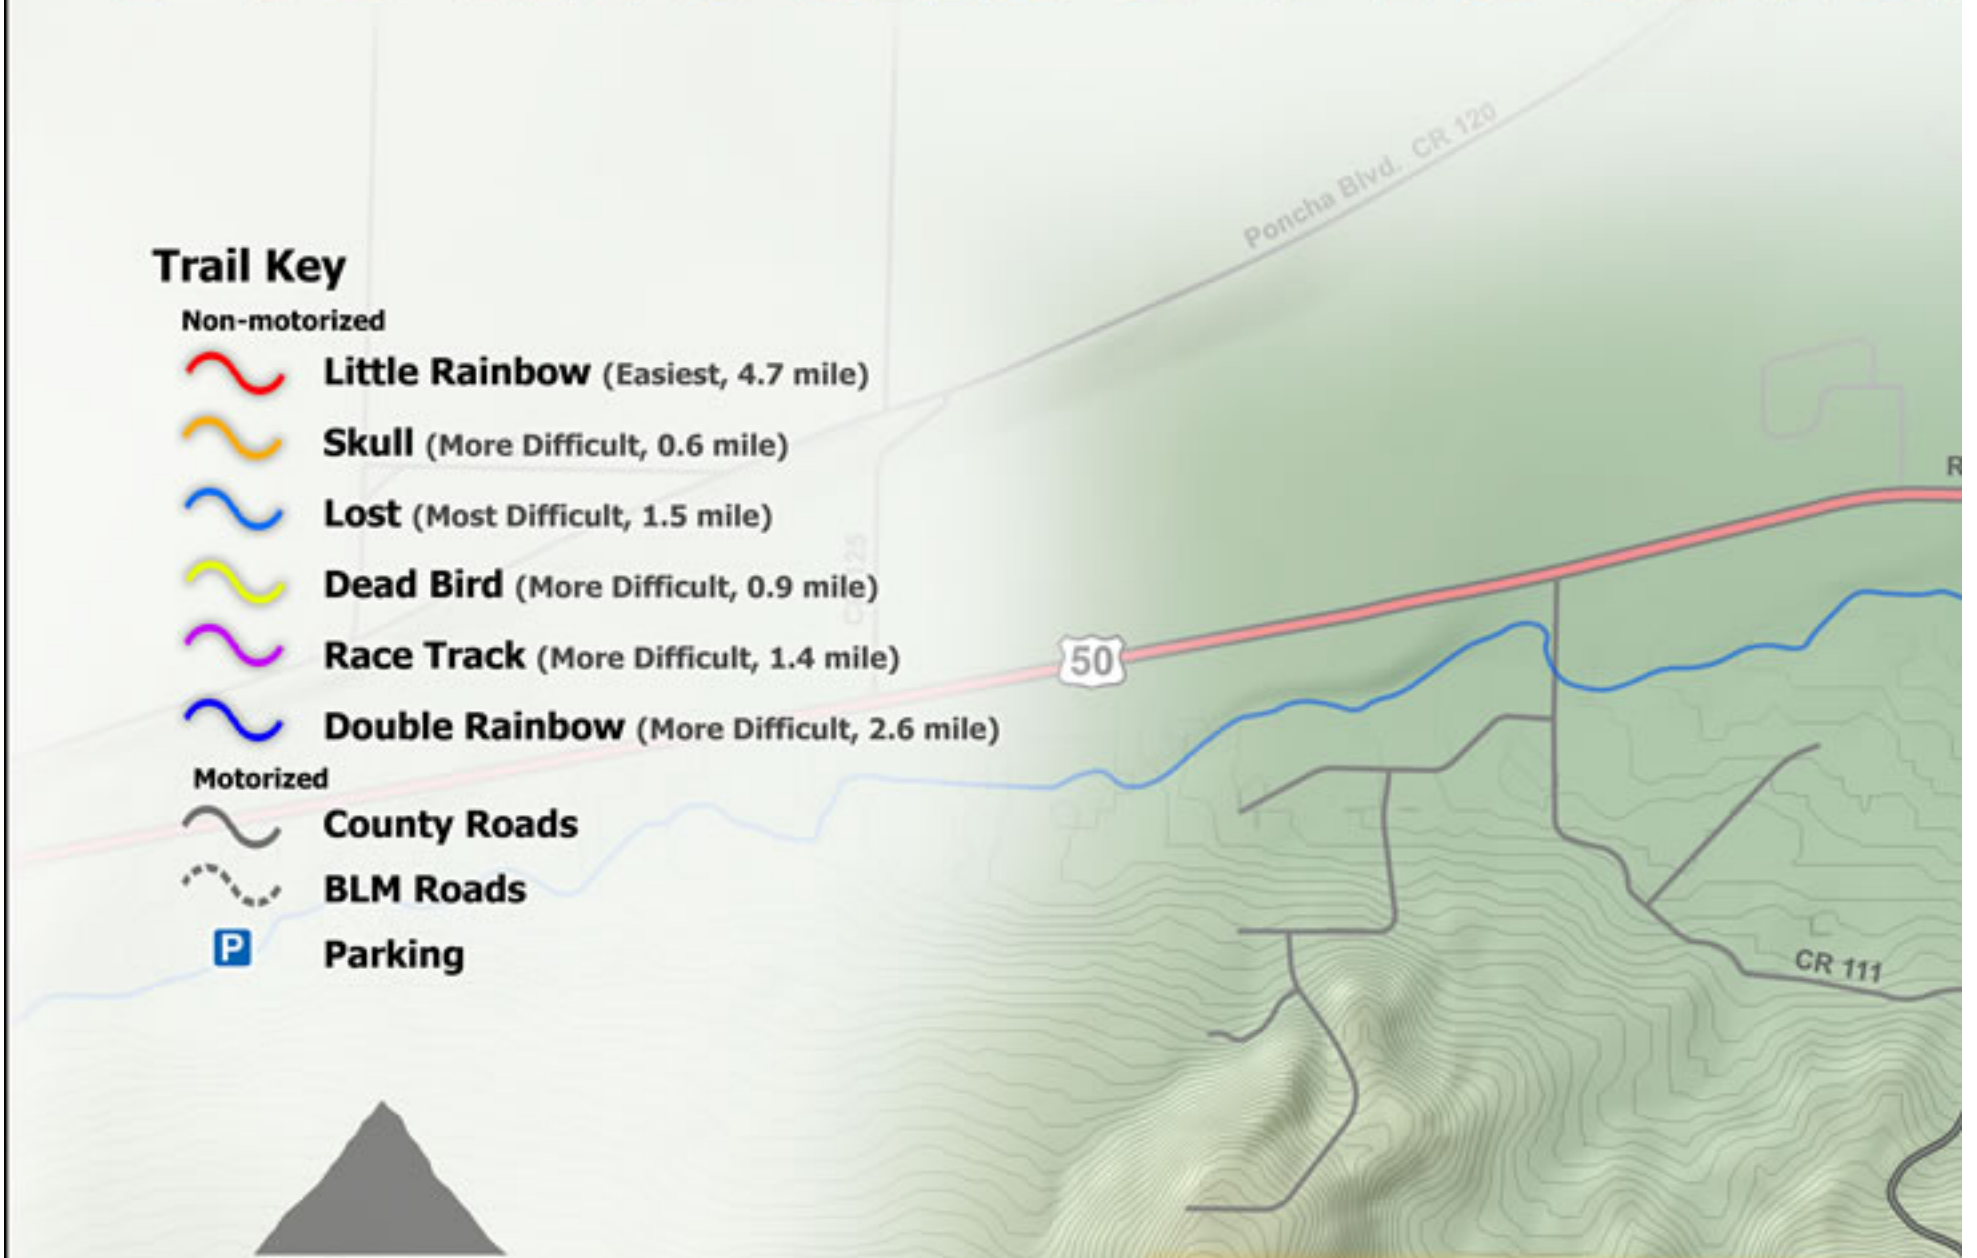 Poncha Blvd. CR 120
Trail Key
Non-motorized
Little Rainbow (Easiest, 4.7 mile)
Skull (More Difficult, 0.6 mile)
Lost (Most Difficult, 1.5 mile)
Dead Bird (More Difficult, 0.9 mile)
Race Track (More Difficult, 1.4 mile)
Double Rainbow (More Difficult, 2.6 mile)
Motorized
County Roads
BLM Roads
P Parking
R
50
CR 111